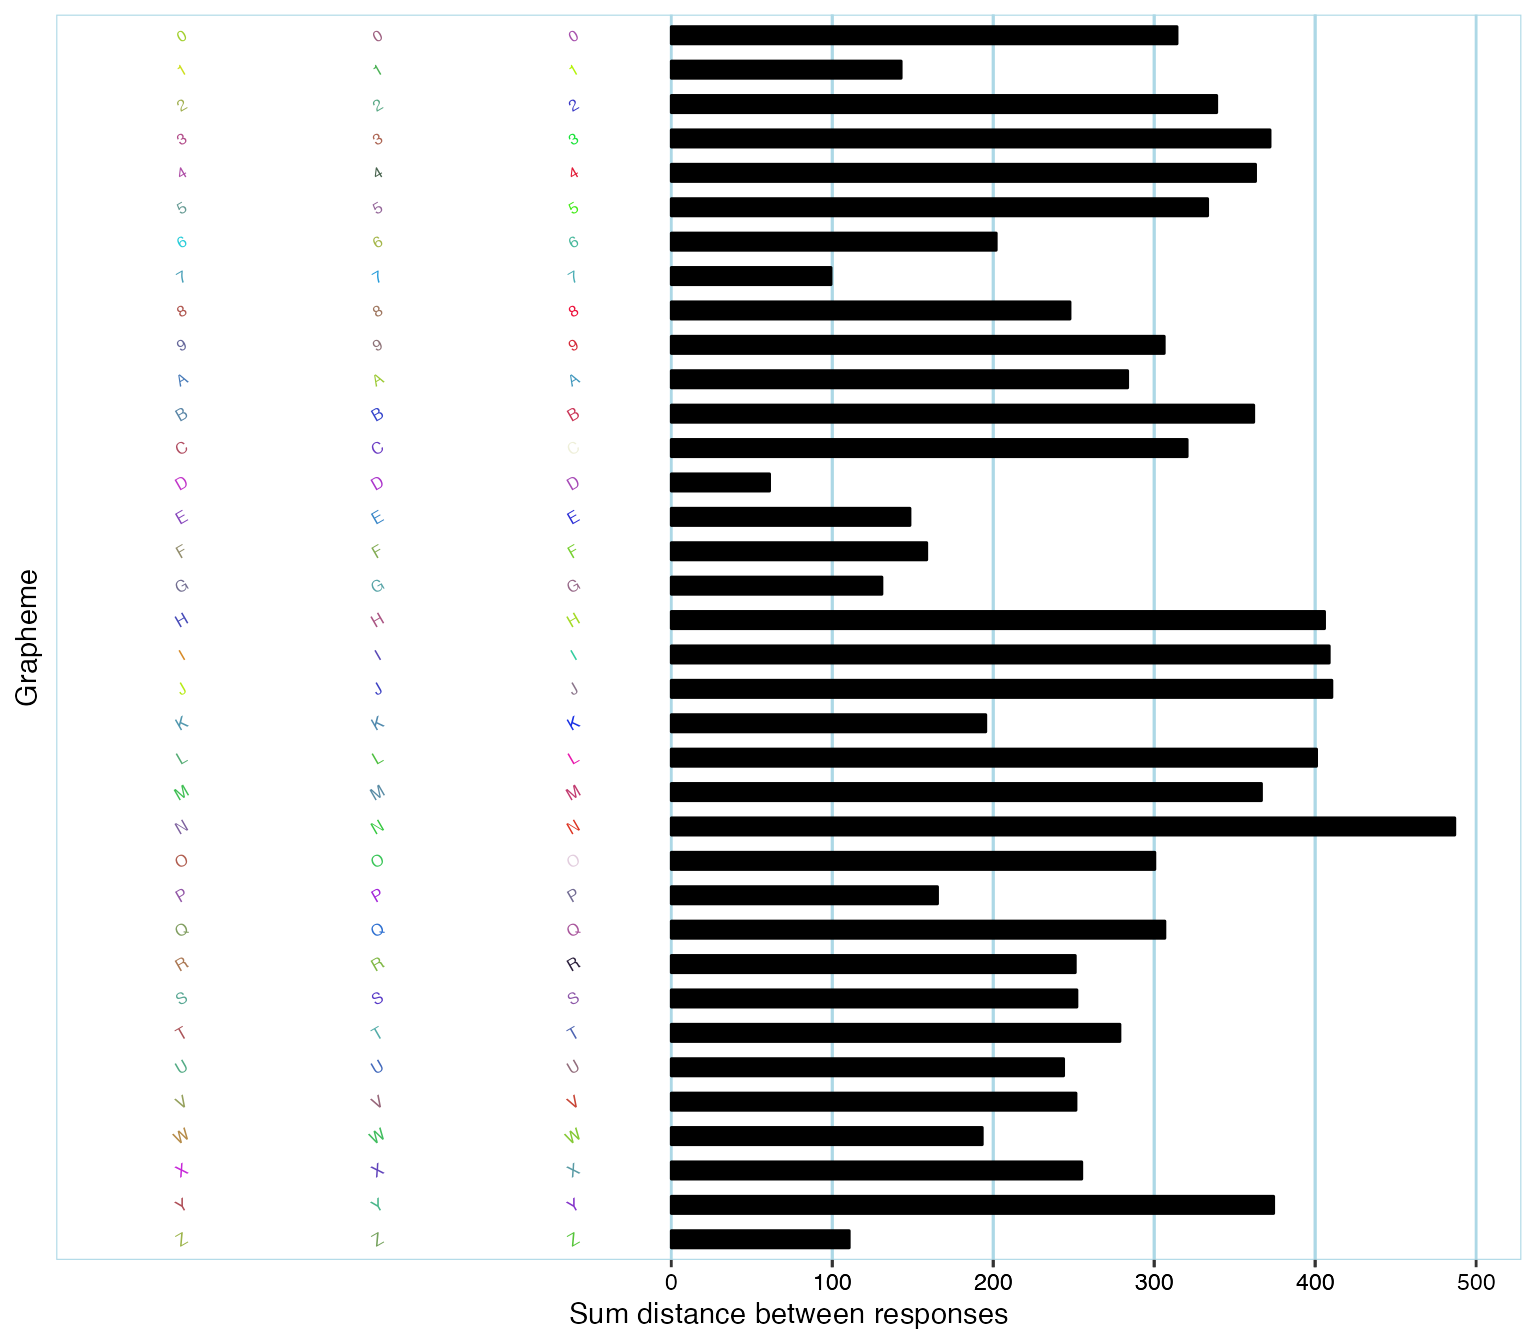 0 0 0
1 1 1
2 2 2
3 3 3
4 4 4
5 5 5
6 6 6
7 7 7
8 8 8
9 9 9
A A A
B B B
C C C
D D D
E E E
F F F
G G G
H H H
I I I
J J J
K K K
L L L
M M M
N N N
O O O
P P P
Q Q Q
R R R
S S S
T T T
U U U
V V V
W W W
X X X
Y Y Y
Z Z Z
Grapheme
0 100 200 300 400 500
Sum distance between responses